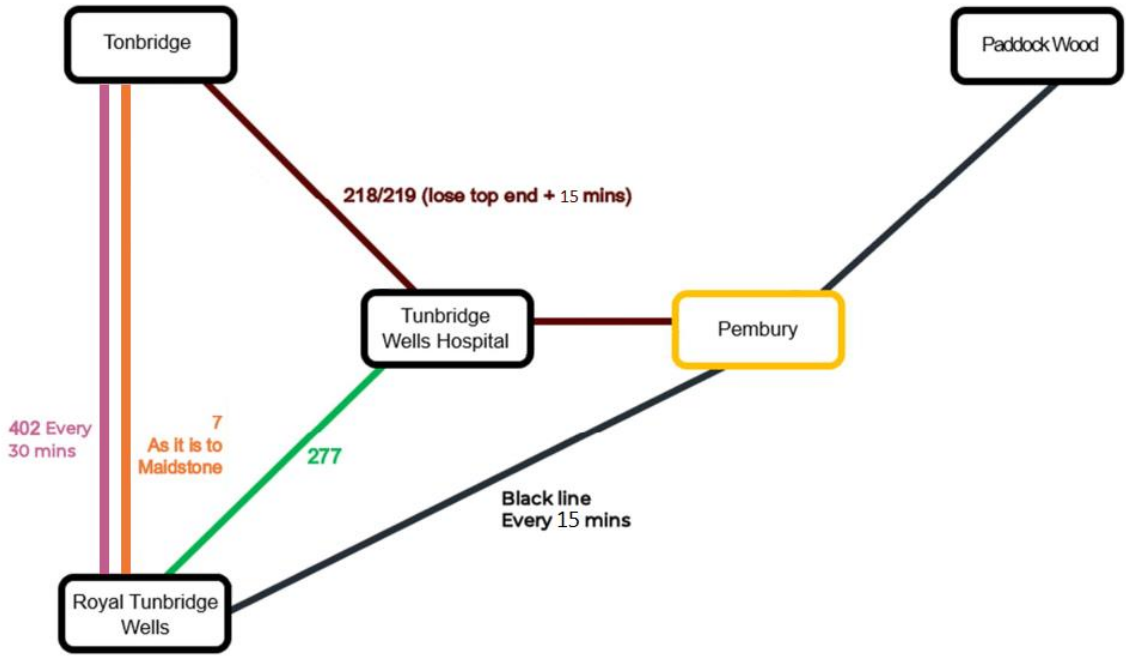 Tonbridge
Paddock Wood
218/219 (lose top end + 15 mins)
Tunbridge
Wells Hospital
Pembury
402 Every
30 mins
7
As it is to
Maidstone
277
Black line
Every 15 mins
Royal Tunbridge
Wells